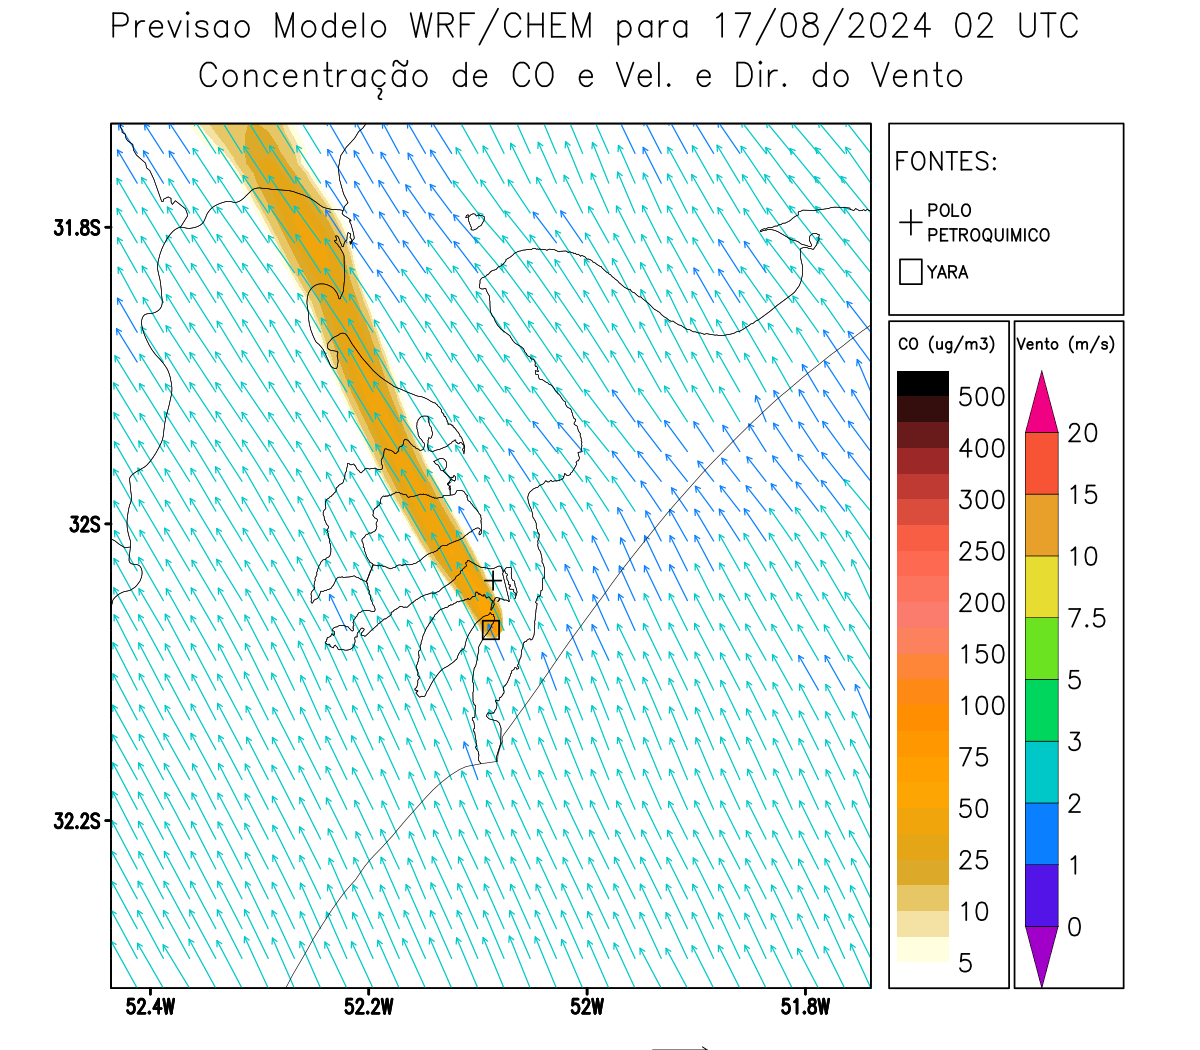 Previsao Modelo WRF/CHEM para 17/08/2024 02 UTC
Concentração de CO e Vel. e Dir. do Vento
FONTES:
POLO
PETROQUIMICO
YARA
31.8S
32S
32.2S
52.4W
52.2W
52W
51.8W
CO (ug/m3)
500
400
300
250
200
150
100
75
50
25
10
5
Vento (m/s)
20
15
10
7.5
5
3
2
1
0